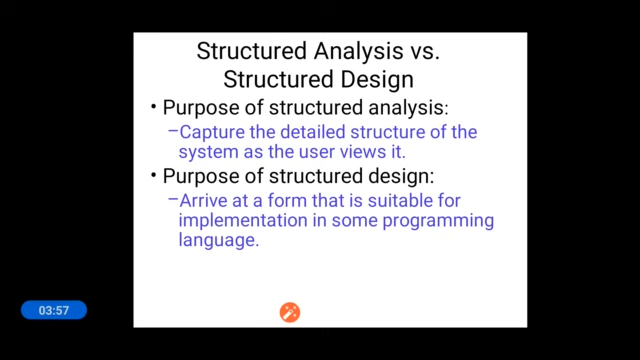 Structured Analysis vs.
Structured Design
• Purpose of structured analysis:
–Capture the detailed structure of the
system as the user views it.
• Purpose of structured design:
–Arrive at a form that is suitable for
implementation in some programming
language.
03:57